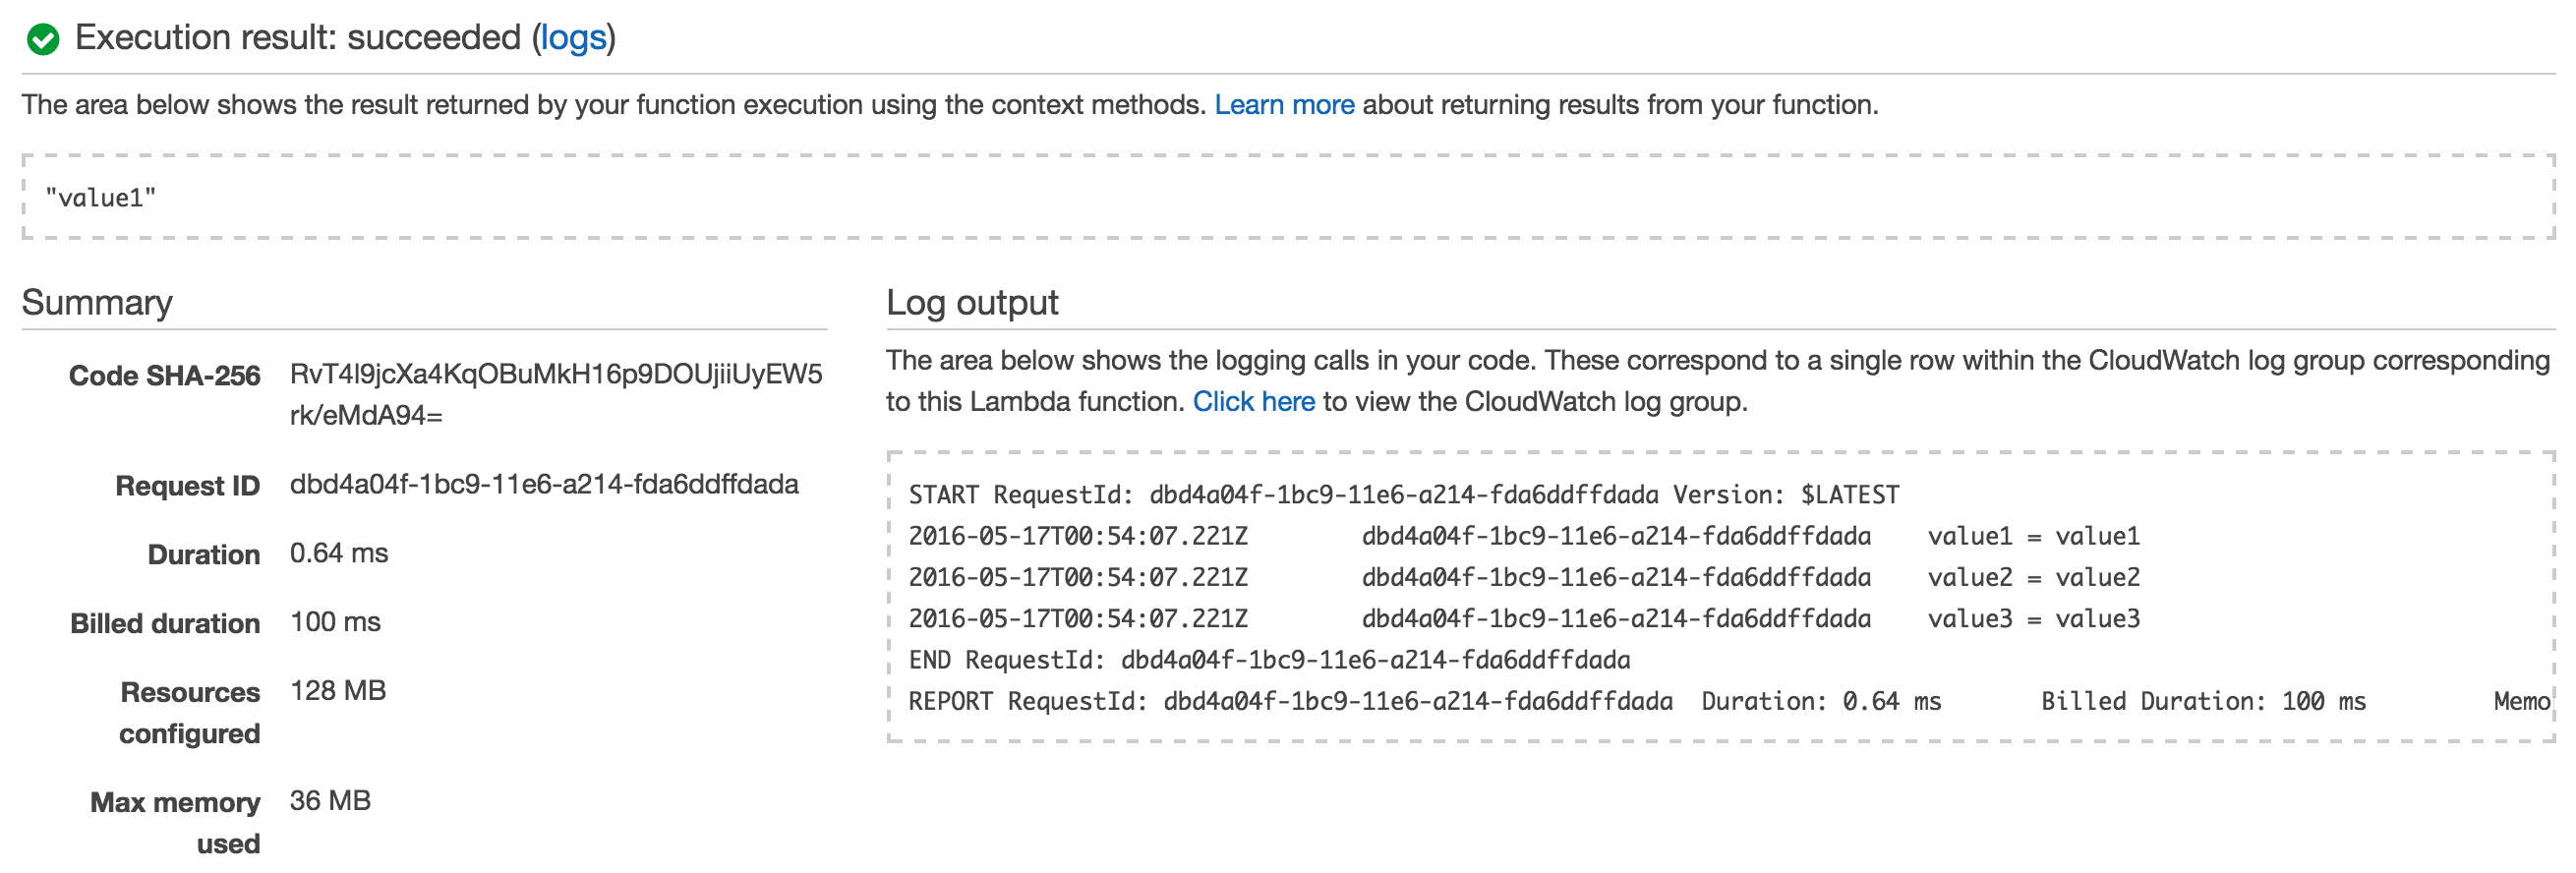 Execution result: succeeded (logs)
The area below shows the result returned by your function execution using the context methods. Learn more about returning results from your function.
"value1"
Summary
Code SHA-256 RvT4l9jcXa4KqOBuMkH16p9DOUjiiUyEW5
rk/eMdA94=
Request ID dbd4a04f-1bc9-11e6-a214-fda6ddffdada
Duration 0.64 ms
Billed duration 100 ms
Resources 128 MB
configured
Max memory 36 MB
used
Log output
The area below shows the logging calls in your code. These correspond to a single row within the CloudWatch log group corresponding
to this Lambda function. Click here to view the CloudWatch log group.
START RequestId: dbd4a04f-1bc9-11e6-a214-fda6ddffdada Version: $LATEST
2016-05-17T00:54:07.221Z dbd4a04f-1bc9-11e6-a214-fda6ddffdada value1 = value1
2016-05-17T00:54:07.221Z dbd4a04f-1bc9-11e6-a214-fda6ddffdada value2 = value2
2016-05-17T00:54:07.221Z dbd4a04f-1bc9-11e6-a214-fda6ddffdada value3 = value3
END RequestId: dbd4a04f-1bc9-11e6-a214-fda6ddffdada
REPORT RequestId: dbd4a04f-1bc9-11e6-a214-fda6ddffdada Duration: 0.64 ms Billed Duration: 100 ms Memo